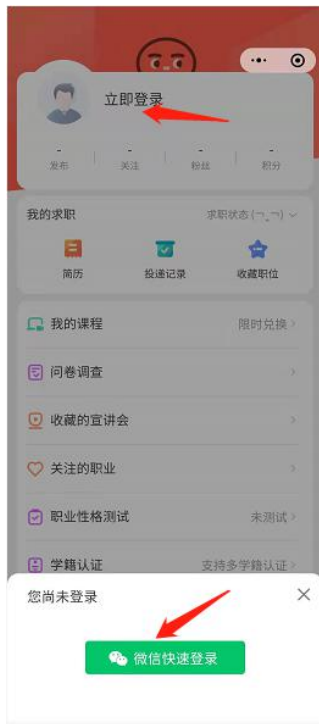 立即登录
- - - -
发布 关注 粉丝 积分
我的求职 求职状态(¬_¬)
简历 投递记录 收藏职位
我的课程 限时兑换
问卷调查
收藏的宣讲会
关注的职业
职业性格测试 未测试
学籍认证 支持多学籍认证
您尚未登录
微信快速登录